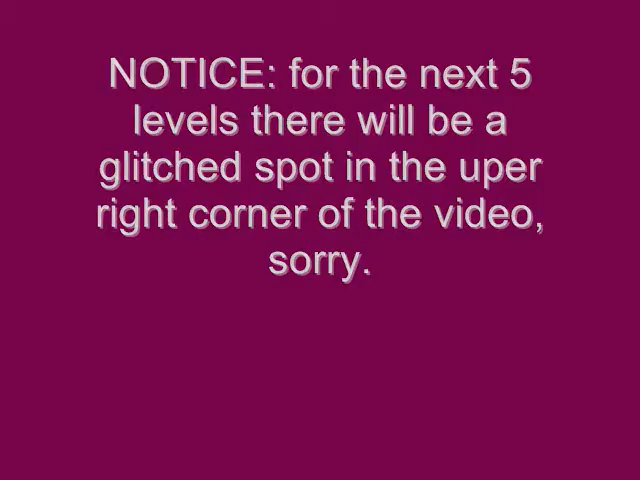 NOTICE: for the next 5
levels there will be a
glitched spot in the uper
right corner of the video,
sorry.